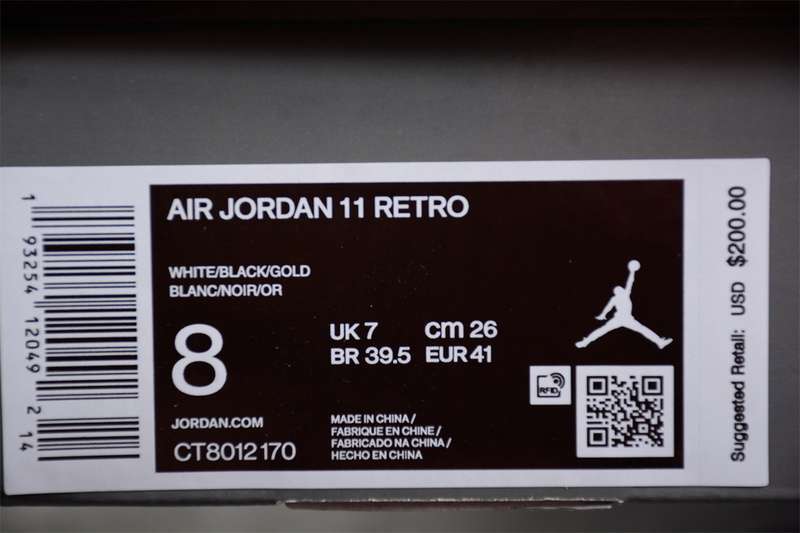 1 93254 12049 2 14
AIR JORDAN 11 RETRO
WHITE/BLACK/GOLD
BLANC/NOIR/OR
8
UK 7 cm 26
BR 39.5 EUR 41
RFID
JORDAN.COM
CT8012 170
MADE IN CHINA /
FABRIQUE EN CHINE /
FABRICADO NA CHINA /
HECHO EN CHINA
Suggested Retail: USD $200.00